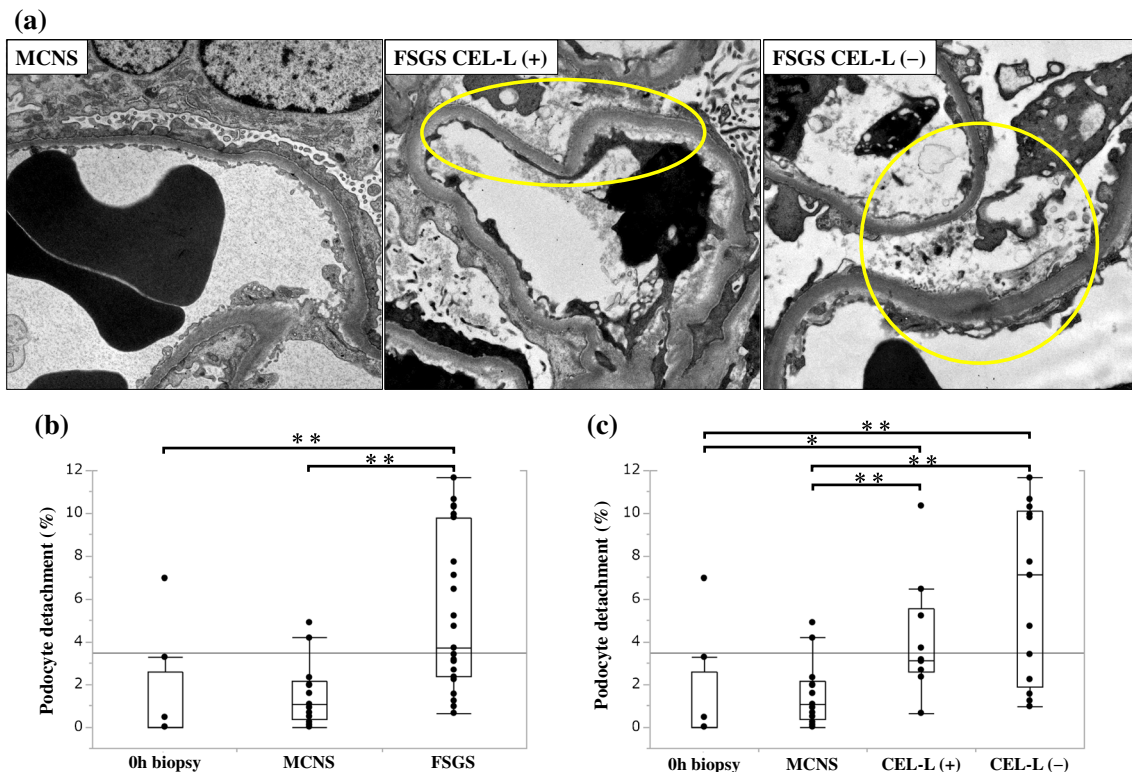 (a)
MCNS
FSGS CEL-L (+)
FSGS CEL-L (−)
(b)
**
**
12
10
8
6
4
2
0
Podocyte detachment (%)
0h biopsy
MCNS
FSGS
(c)
**
*
**
**
12
10
8
6
4
2
0
Podocyte detachment (%)
0h biopsy
MCNS
CEL-L (+)
CEL-L (−)